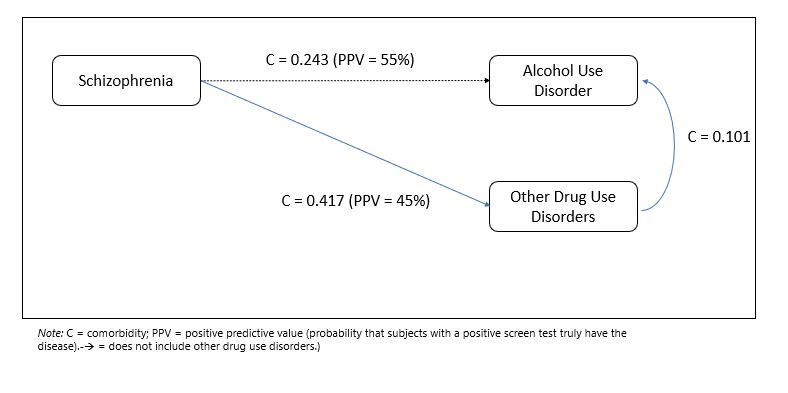 C = 0.243 (PPV = 55%)
Schizophrenia
Alcohol Use
Disorder
C = 0.101
C = 0.417 (PPV = 45%)
Other Drug Use
Disorders
Note: C = comorbidity; PPV = positive predictive value (probability that subjects with a positive screen test truly have the
disease).-→ = does not include other drug use disorders.)